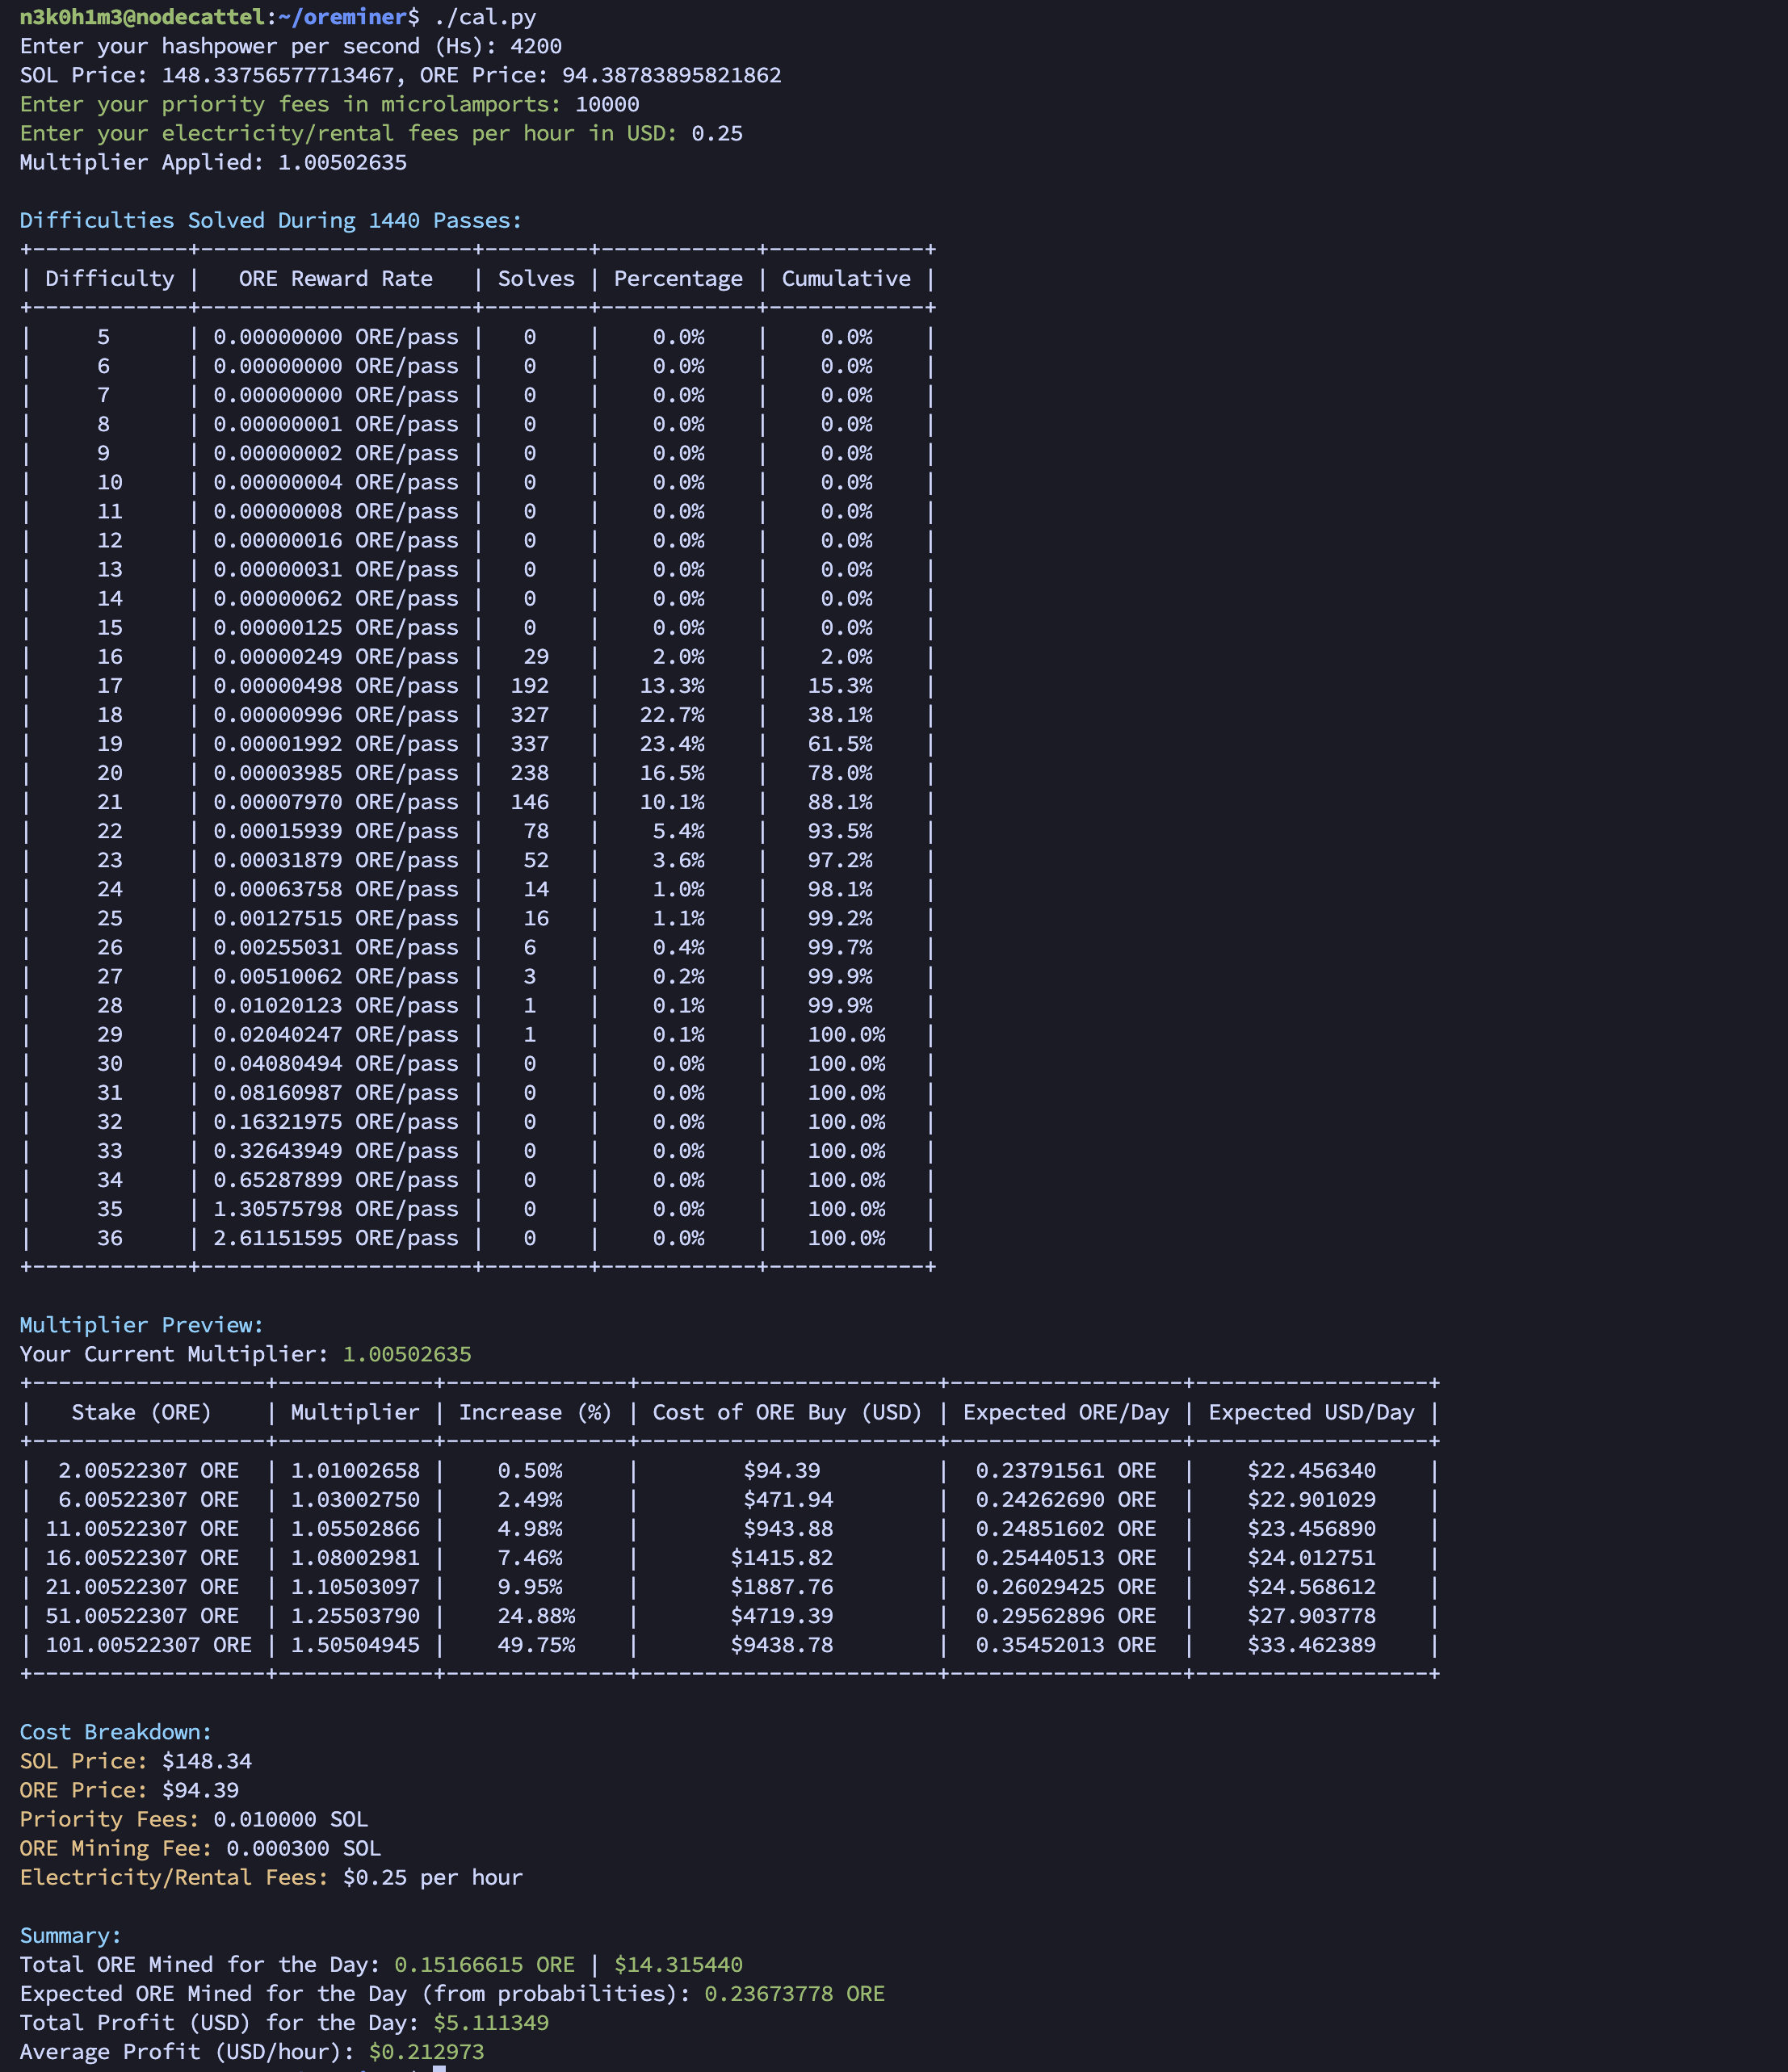 n3k0h1m3@nodecattel:~/oreminer$ ./cal.py
Enter your hashpower per second (Hs): 4200
SOL Price: 148.33756577713467, ORE Price: 94.38783895821862
Enter your priority fees in microlamports: 10000
Enter your electricity/rental fees per hour in USD: 0.25
Multiplier Applied: 1.00502635
Difficulties Solved During 1440 Passes:
+------------+---------------------+--------+------------+------------+
| Difficulty | ORE Reward Rate | Solves | Percentage | Cumulative |
+------------+---------------------+--------+------------+------------+
| 5 | 0.00000000 ORE/pass | 0 | 0.0% | 0.0% |
| 6 | 0.00000000 ORE/pass | 0 | 0.0% | 0.0% |
| 7 | 0.00000000 ORE/pass | 0 | 0.0% | 0.0% |
| 8 | 0.00000001 ORE/pass | 0 | 0.0% | 0.0% |
| 9 | 0.00000002 ORE/pass | 0 | 0.0% | 0.0% |
| 10 | 0.00000004 ORE/pass | 0 | 0.0% | 0.0% |
| 11 | 0.00000008 ORE/pass | 0 | 0.0% | 0.0% |
| 12 | 0.00000016 ORE/pass | 0 | 0.0% | 0.0% |
| 13 | 0.00000031 ORE/pass | 0 | 0.0% | 0.0% |
| 14 | 0.00000062 ORE/pass | 0 | 0.0% | 0.0% |
| 15 | 0.00000125 ORE/pass | 0 | 0.0% | 0.0% |
| 16 | 0.00000249 ORE/pass | 29 | 2.0% | 2.0% |
| 17 | 0.00000498 ORE/pass | 192 | 13.3% | 15.3% |
| 18 | 0.00000996 ORE/pass | 327 | 22.7% | 38.1% |
| 19 | 0.00001992 ORE/pass | 337 | 23.4% | 61.5% |
| 20 | 0.00003985 ORE/pass | 238 | 16.5% | 78.0% |
| 21 | 0.00007970 ORE/pass | 146 | 10.1% | 88.1% |
| 22 | 0.00015939 ORE/pass | 78 | 5.4% | 93.5% |
| 23 | 0.00031879 ORE/pass | 52 | 3.6% | 97.2% |
| 24 | 0.00063758 ORE/pass | 14 | 1.0% | 98.1% |
| 25 | 0.00127515 ORE/pass | 16 | 1.1% | 99.2% |
| 26 | 0.00255031 ORE/pass | 6 | 0.4% | 99.7% |
| 27 | 0.00510062 ORE/pass | 3 | 0.2% | 99.9% |
| 28 | 0.01020123 ORE/pass | 1 | 0.1% | 99.9% |
| 29 | 0.02040247 ORE/pass | 1 | 0.1% | 100.0% |
| 30 | 0.04080494 ORE/pass | 0 | 0.0% | 100.0% |
| 31 | 0.08160987 ORE/pass | 0 | 0.0% | 100.0% |
| 32 | 0.16321975 ORE/pass | 0 | 0.0% | 100.0% |
| 33 | 0.32643949 ORE/pass | 0 | 0.0% | 100.0% |
| 34 | 0.65287899 ORE/pass | 0 | 0.0% | 100.0% |
| 35 | 1.30575798 ORE/pass | 0 | 0.0% | 100.0% |
| 36 | 2.61151595 ORE/pass | 0 | 0.0% | 100.0% |
+------------+---------------------+--------+------------+------------+
Multiplier Preview:
Your Current Multiplier: 1.00502635
+------------------+------------+--------------+-----------------------+------------------+------------------+
| Stake (ORE) | Multiplier | Increase (%) | Cost of ORE Buy (USD) | Expected ORE/Day | Expected USD/Day |
+------------------+------------+--------------+-----------------------+------------------+------------------+
| 2.00522307 ORE | 1.01002658 | 0.50% | $94.39 | 0.23791561 ORE | $22.456340 |
| 6.00522307 ORE | 1.03002750 | 2.49% | $471.94 | 0.24262690 ORE | $22.901029 |
| 11.00522307 ORE | 1.05502866 | 4.98% | $943.88 | 0.24851602 ORE | $23.456890 |
| 16.00522307 ORE | 1.08002981 | 7.46% | $1415.82 | 0.25440513 ORE | $24.012751 |
| 21.00522307 ORE | 1.10503097 | 9.95% | $1887.76 | 0.26029425 ORE | $24.568612 |
| 51.00522307 ORE | 1.25503790 | 24.88% | $4719.39 | 0.29562896 ORE | $27.903778 |
| 101.00522307 ORE | 1.50504945 | 49.75% | $9438.78 | 0.35452013 ORE | $33.462389 |
+------------------+------------+--------------+-----------------------+------------------+------------------+
Cost Breakdown:
SOL Price: $148.34
ORE Price: $94.39
Priority Fees: 0.010000 SOL
ORE Mining Fee: 0.000300 SOL
Electricity/Rental Fees: $0.25 per hour
Summary:
Total ORE Mined for the Day: 0.15166615 ORE | $14.315440
Expected ORE Mined for the Day (from probabilities): 0.23673778 ORE
Total Profit (USD) for the Day: $5.111349
Average Profit (USD/hour): $0.212973